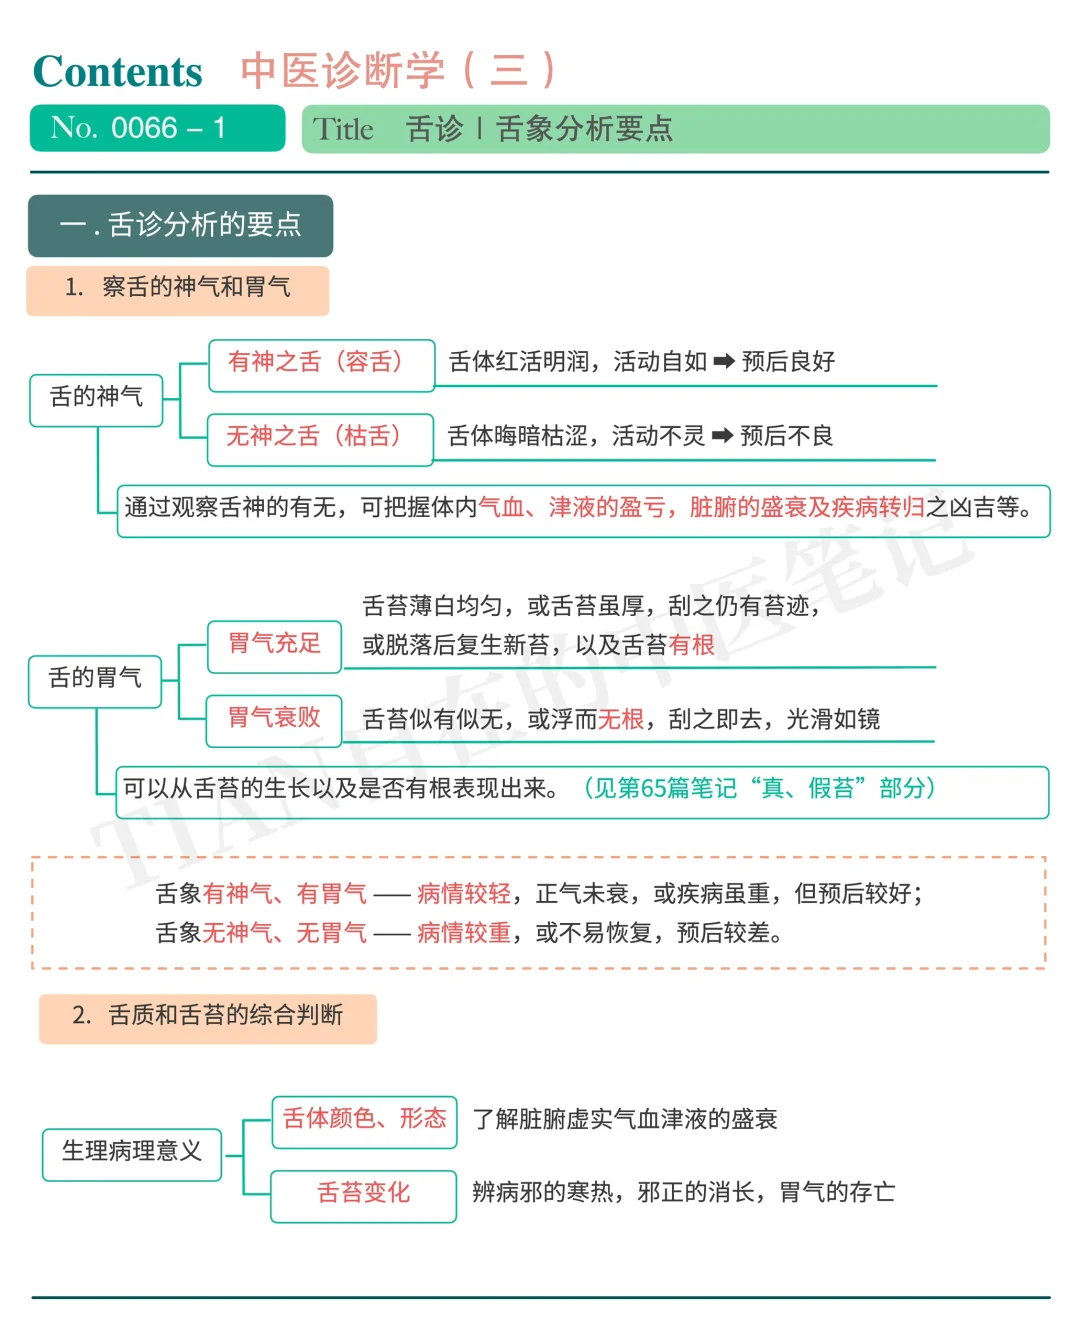 Contents 中医诊断学（三）
No. 0066 – 1
Title 舌诊 | 舌象分析要点
一 . 舌诊分析的要点
1. 察舌的神气和胃气
舌的神气
有神之舌（容舌） 舌体红活明润，活动自如 ➡ 预后良好
无神之舌（枯舌） 舌体晦暗枯涩，活动不灵 ➡ 预后不良
通过观察舌神的有无，可把握体内气血、津液的盈亏，脏腑的盛衰及疾病转归之凶吉等。
舌的胃气
胃气充足
舌苔薄白均匀，或舌苔虽厚，刮之仍有苔迹，
或脱落后复生新苔，以及舌苔有根
胃气衰败 舌苔似有似无，或浮而无根，刮之即去，光滑如镜
可以从舌苔的生长以及是否有根表现出来。（见第65篇笔记“真、假苔”部分）
舌象有神气、有胃气 —— 病情较轻，正气未衰，或疾病虽重，但预后较好；
舌象无神气、无胃气 —— 病情较重，或不易恢复，预后较差。
2. 舌质和舌苔的综合判断
生理病理意义
舌体颜色、形态 了解脏腑虚实气血津液的盛衰
舌苔变化 辨病邪的寒热，邪正的消长，胃气的存亡
TIAN自在的中医笔记